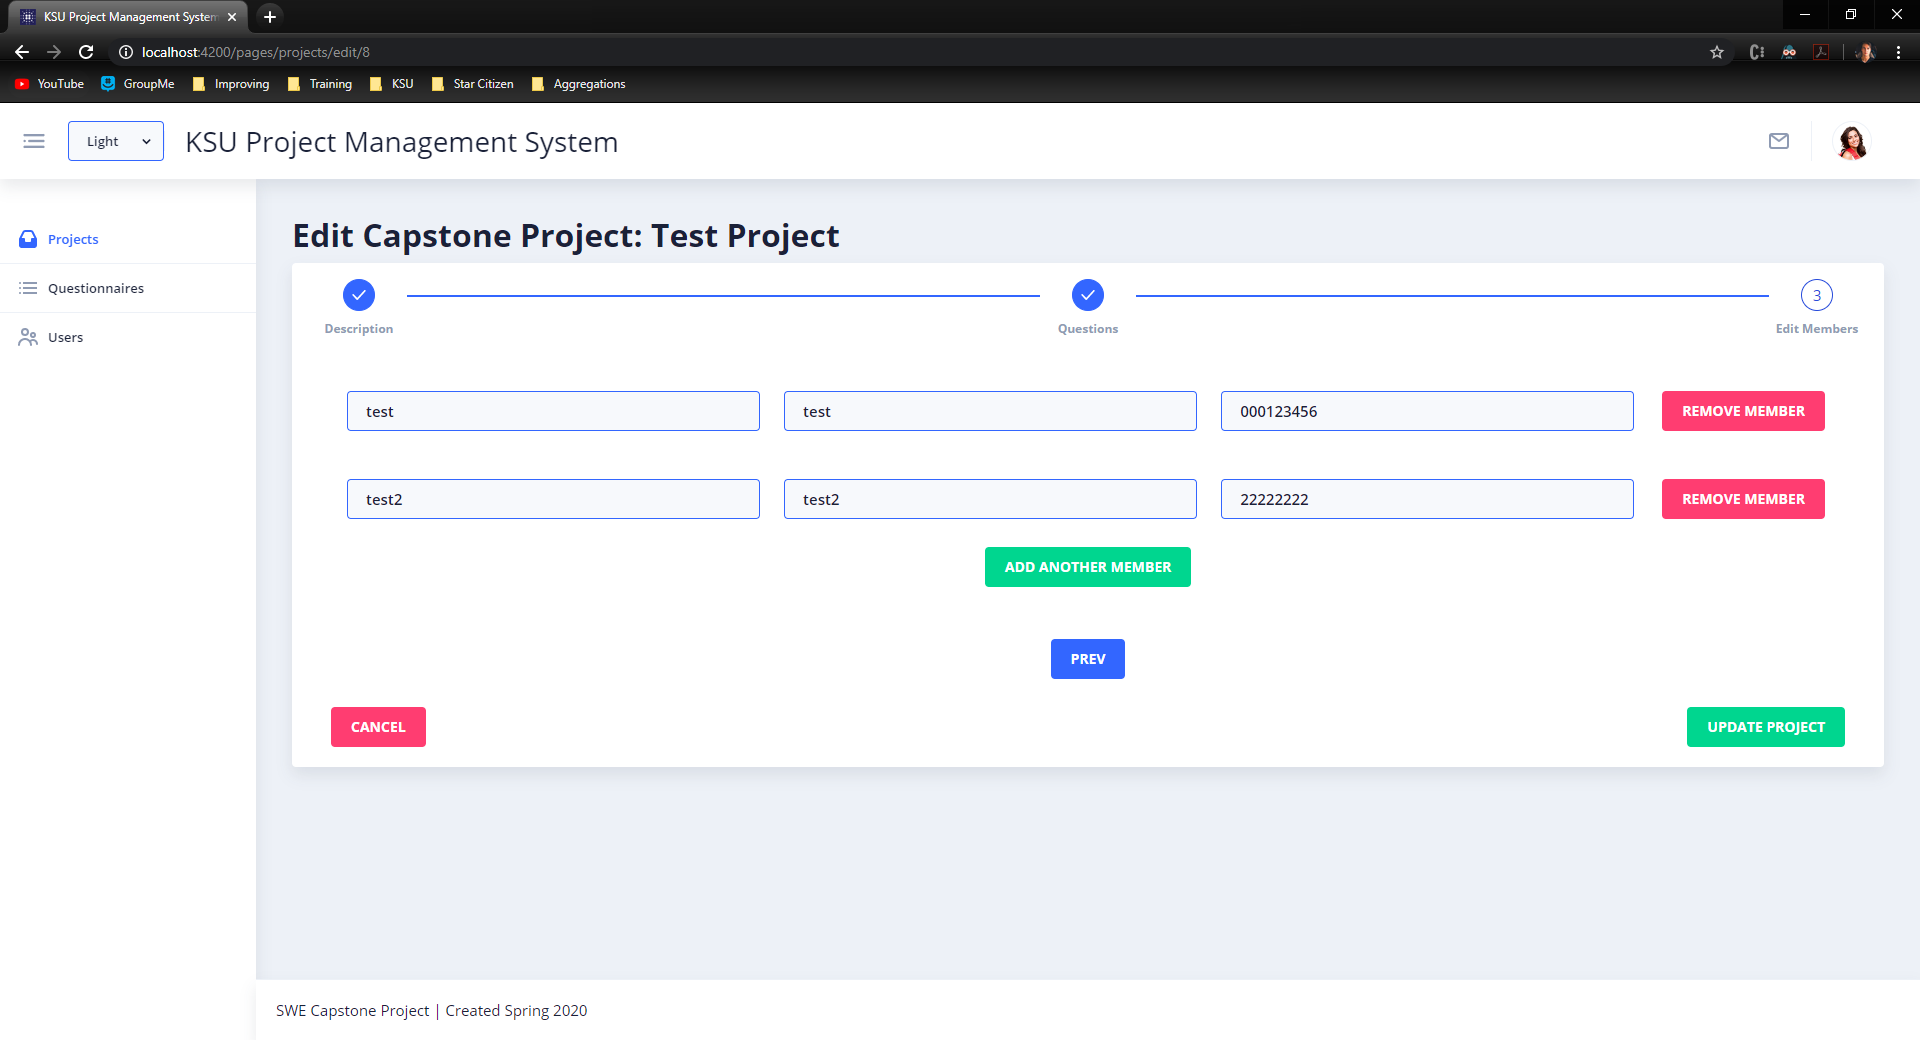 KSU Project Management System
localhost:4200/pages/projects/edit/8
YouTube GroupMe Improving Training KSU Star Citizen Aggregations
Light KSU Project Management System
Projects
Questionnaires
Users
Edit Capstone Project: Test Project
3
Description Questions Edit Members
test test 000123456 REMOVE MEMBER
test2 test2 22222222 REMOVE MEMBER
ADD ANOTHER MEMBER
PREV
CANCEL UPDATE PROJECT
SWE Capstone Project | Created Spring 2020